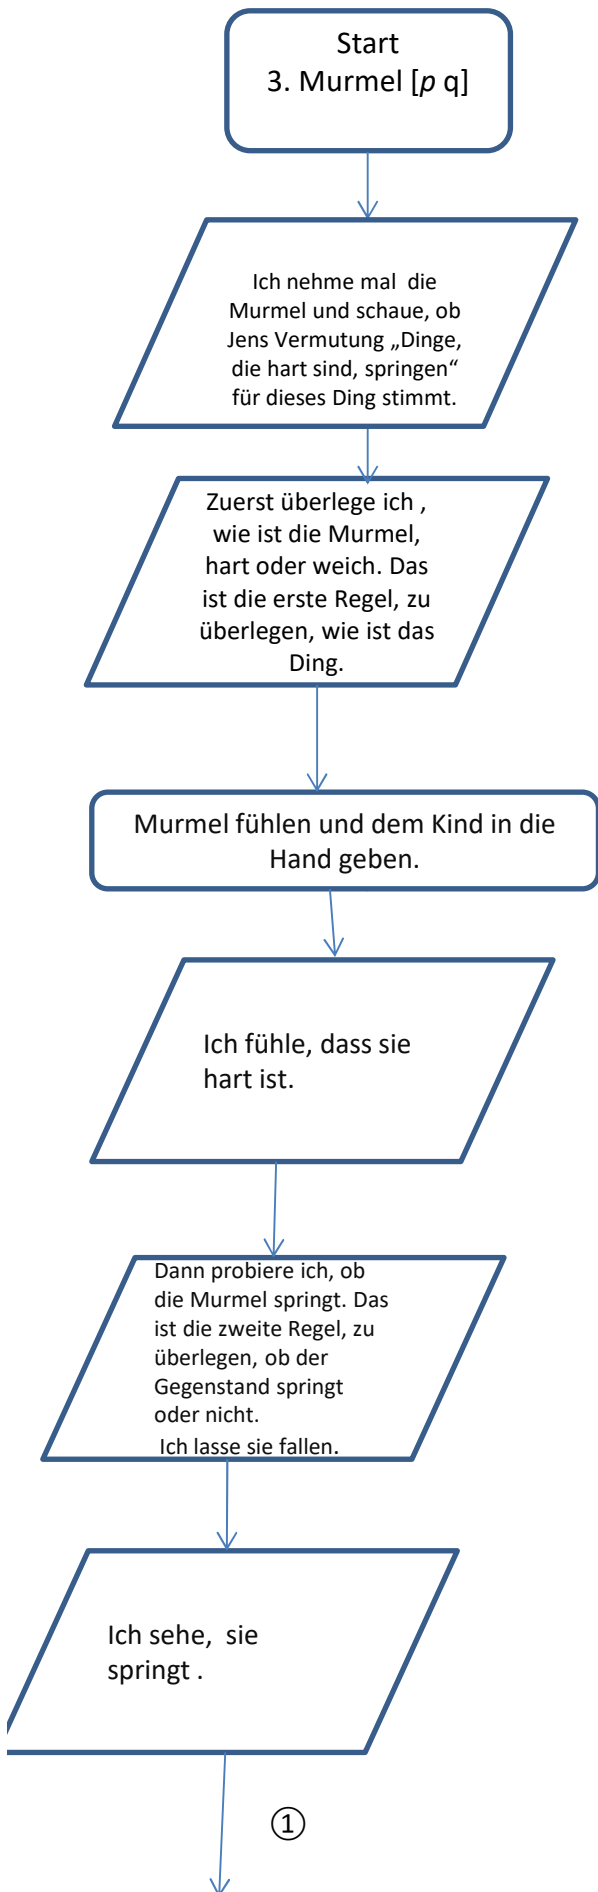 Start
3. Murmel [p q]
Ich nehme mal die
Murmel und schaue, ob
Jens Vermutung „Dinge,
die hart sind, springen“
für dieses Ding stimmt.
Zuerst überlege ich ,
wie ist die Murmel,
hart oder weich. Das
ist die erste Regel, zu
überlegen, wie ist das
Ding.
Murmel fühlen und dem Kind in die
Hand geben.
Ich fühle, dass sie
hart ist.
Dann probiere ich, ob
die Murmel springt. Das
ist die zweite Regel, zu
überlegen, ob der
Gegenstand springt
oder nicht.
Ich lasse sie fallen.
Ich sehe, sie
springt .
①